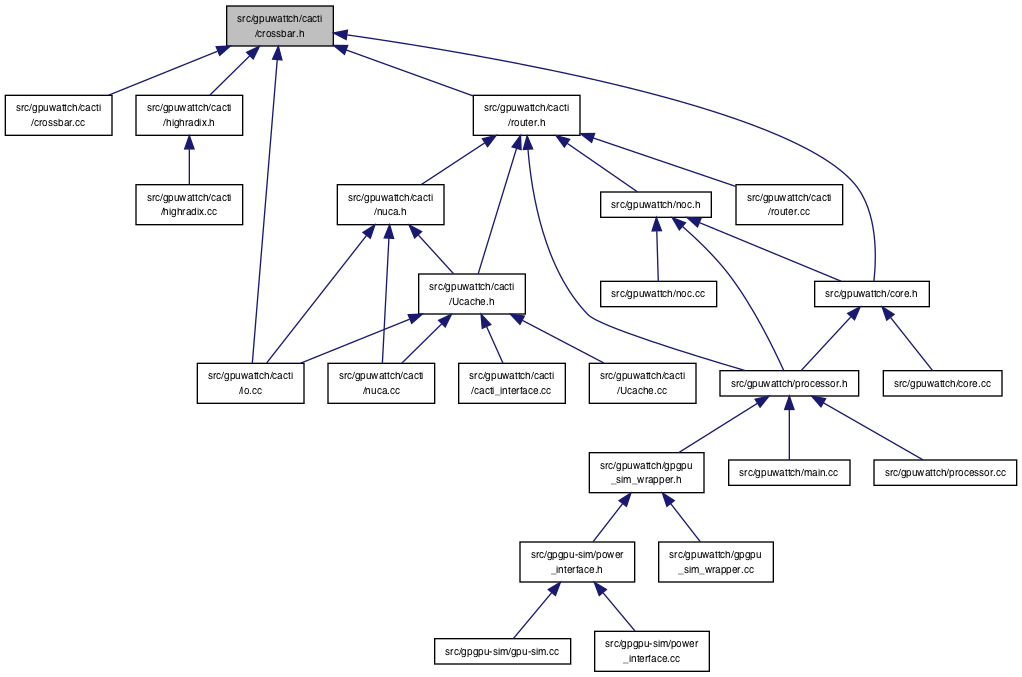 src/gpuwattch/cacti
/crossbar.h
src/gpuwattch/cacti
/crossbar.cc
src/gpuwattch/cacti
/highradix.h
src/gpuwattch/cacti
/router.h
src/gpuwattch/cacti
/highradix.cc
src/gpuwattch/cacti
/nuca.h
src/gpuwattch/noc.h
src/gpuwattch/cacti
/router.cc
src/gpuwattch/cacti
/Ucache.h
src/gpuwattch/noc.cc
src/gpuwattch/core.h
src/gpuwattch/cacti
/io.cc
src/gpuwattch/cacti
/nuca.cc
src/gpuwattch/cacti
/cacti_interface.cc
src/gpuwattch/cacti
/Ucache.cc
src/gpuwattch/processor.h
src/gpuwattch/core.cc
src/gpuwattch/gpgpu
_sim_wrapper.h
src/gpuwattch/main.cc
src/gpuwattch/processor.cc
src/gpgpu-sim/power
_interface.h
src/gpuwattch/gpgpu
_sim_wrapper.cc
src/gpgpu-sim/gpu-sim.cc
src/gpgpu-sim/power
_interface.cc